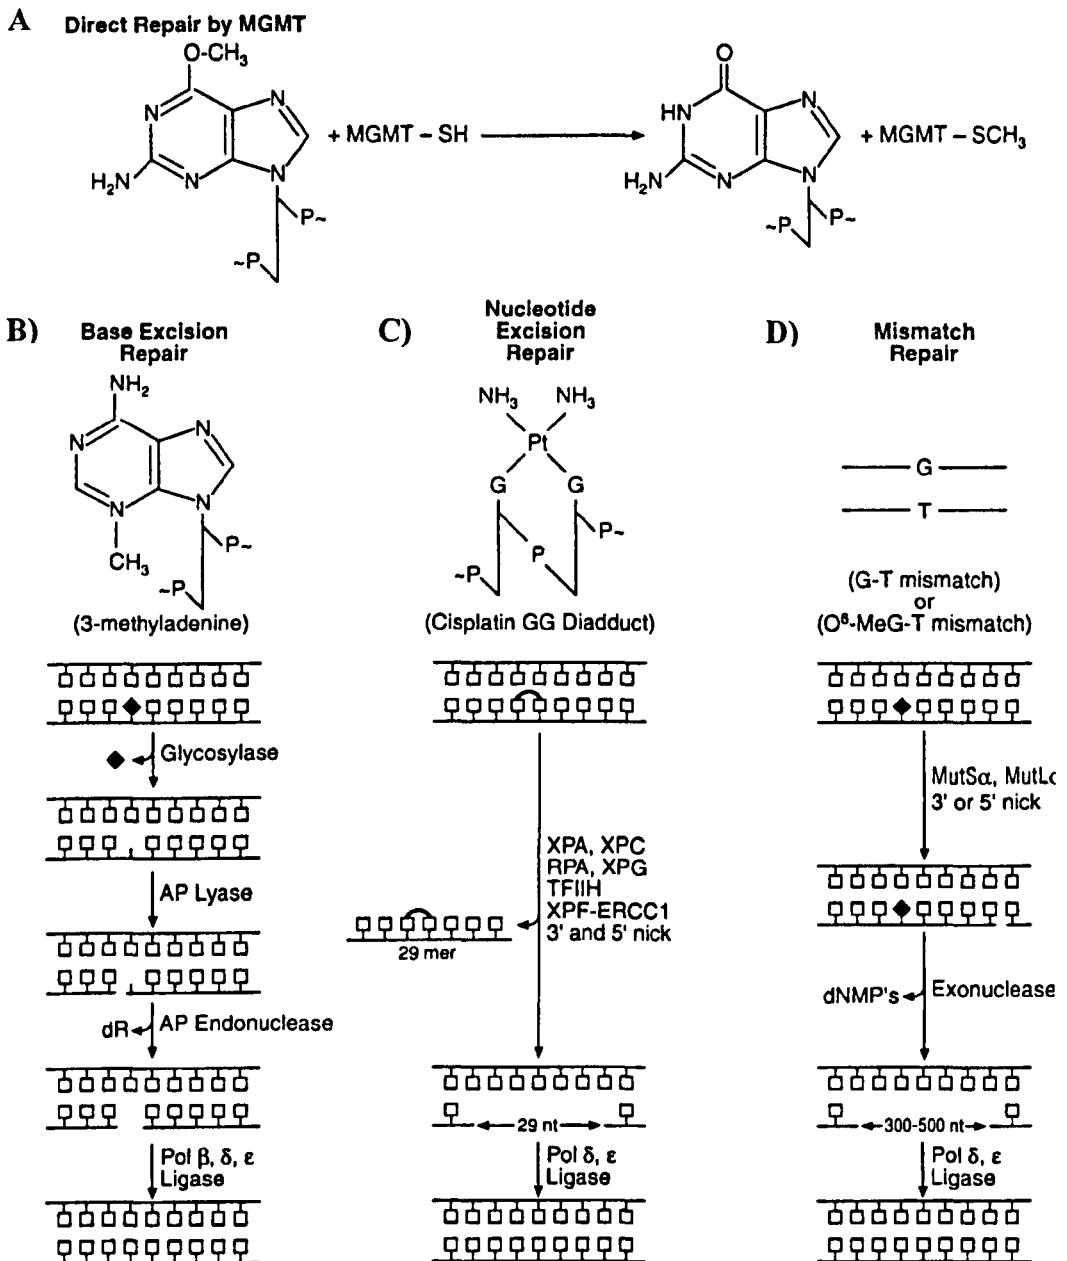 A Direct Repair by MGMT
O-CH₃
N
N
N
N
H₂N
P~
~P
+ MGMT – SH
O
HN
N
N
N
H₂N
P~
~P
+ MGMT – SCH₃
B) Base Excision
Repair
NH₂
N
N
N
N
CH₃
P~
~P
(3-methyladenine)
Glycosylase
AP Lyase
dR
AP Endonuclease
Pol β, δ, ε
Ligase
C) Nucleotide
Excision
Repair
NH₃ NH₃
Pt
G G
P~
P
~P
(Cisplatin GG Diadduct)
XPA, XPC
RPA, XPG
TFIIH
XPF-ERCC1
3' and 5' nick
29 mer
29 nt
Pol δ, ε
Ligase
D) Mismatch
Repair
G
T
(G-T mismatch)
or
(O⁶-MeG-T mismatch)
MutSα,
3' or 5' nick
dNMP's
Exonuclease
300-500 nt
Pol δ, ε
Ligase